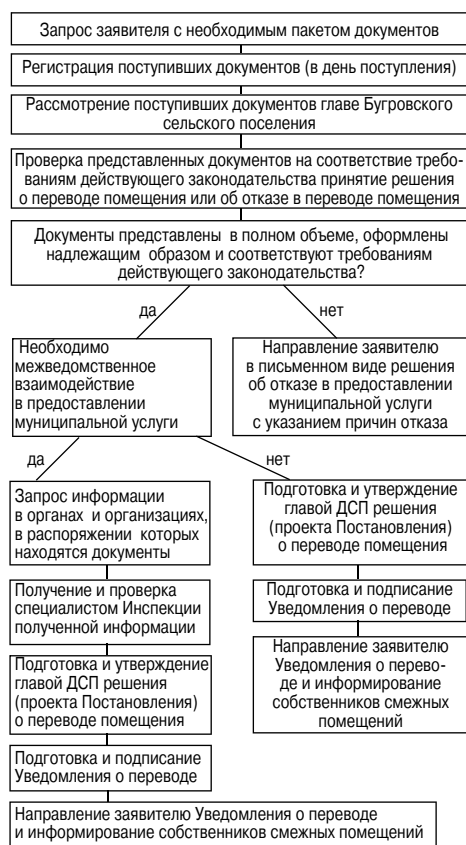 Запрос заявителя с необходимым пакетом документов
Регистрация поступивших документов (в день поступления)
Рассмотрение поступивших документов главе Бугровского
сельского поселения
Проверка представленных документов на соответствие требо-
ваниям действующего законодательства принятие решения
о переводе помещения или об отказе в переводе помещения
Документы представлены в полном объеме, оформлены
надлежащим образом и соответствуют требованиям
действующего законодательства?
да
нет
Необходимо
межведомственное
взаимодействие
в предоставлении
муниципальной услуги
Направление заявителю
в письменном виде решения
об отказе в предоставлении
муниципальной услуги
с указанием причин отказа
да
нет
Запрос информации
в органах и организациях,
в распоряжении которых
находятся документы
Получение и проверка
специалистом Инспекции
полученной информации
Подготовка и утверждение
главой ДСП решения
(проекта Постановления)
о переводе помещения
Подготовка и подписание
Уведомления о переводе
Направление заявителю Уведомления о переводе
и информирование собственников смежных помещений
Подготовка и утверждение
главой ДСП решения
(проекта Постановления)
о переводе помещения
Подготовка и подписание
Уведомления о переводе
Направление заявителю
Уведомления о перево-
де и информирование
собственников смежных
помещений